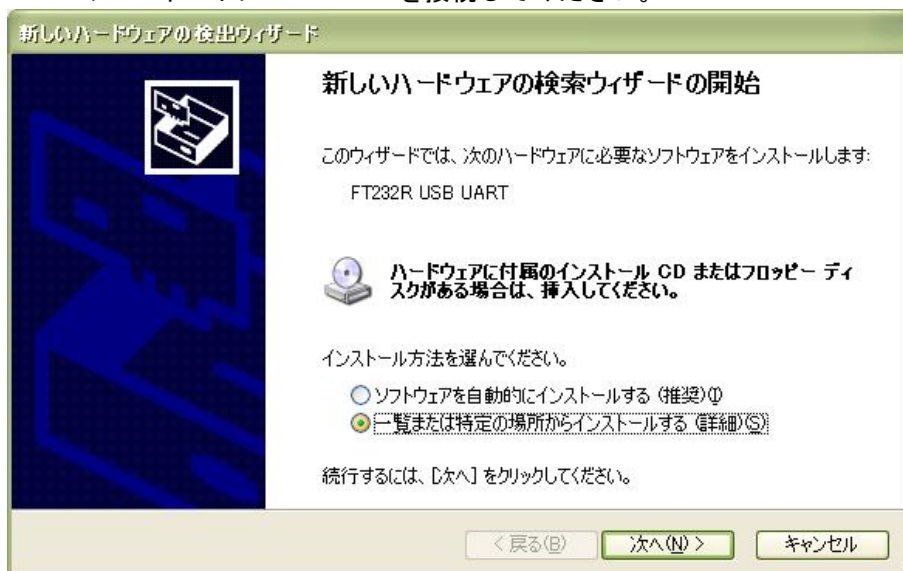 を接続してください。
新しいハードウェアの検出ウィザード
新しいハードウェアの検索ウィザードの開始
このウィザードでは、次のハードウェアに必要なソフトウェアをインストールします:
FT232R USB UART
ハードウェアに付属のインストール CD またはフロッピー ディ
スクがある場合は、挿入してください。
インストール方法を選んでください。
ソフトウェアを自動的にインストールする (推奨)(I)
一覧または特定の場所からインストールする (詳細)(S)
続行するには、[次へ] をクリックしてください。
< 戻る(B)
次へ(N) >
キャンセル